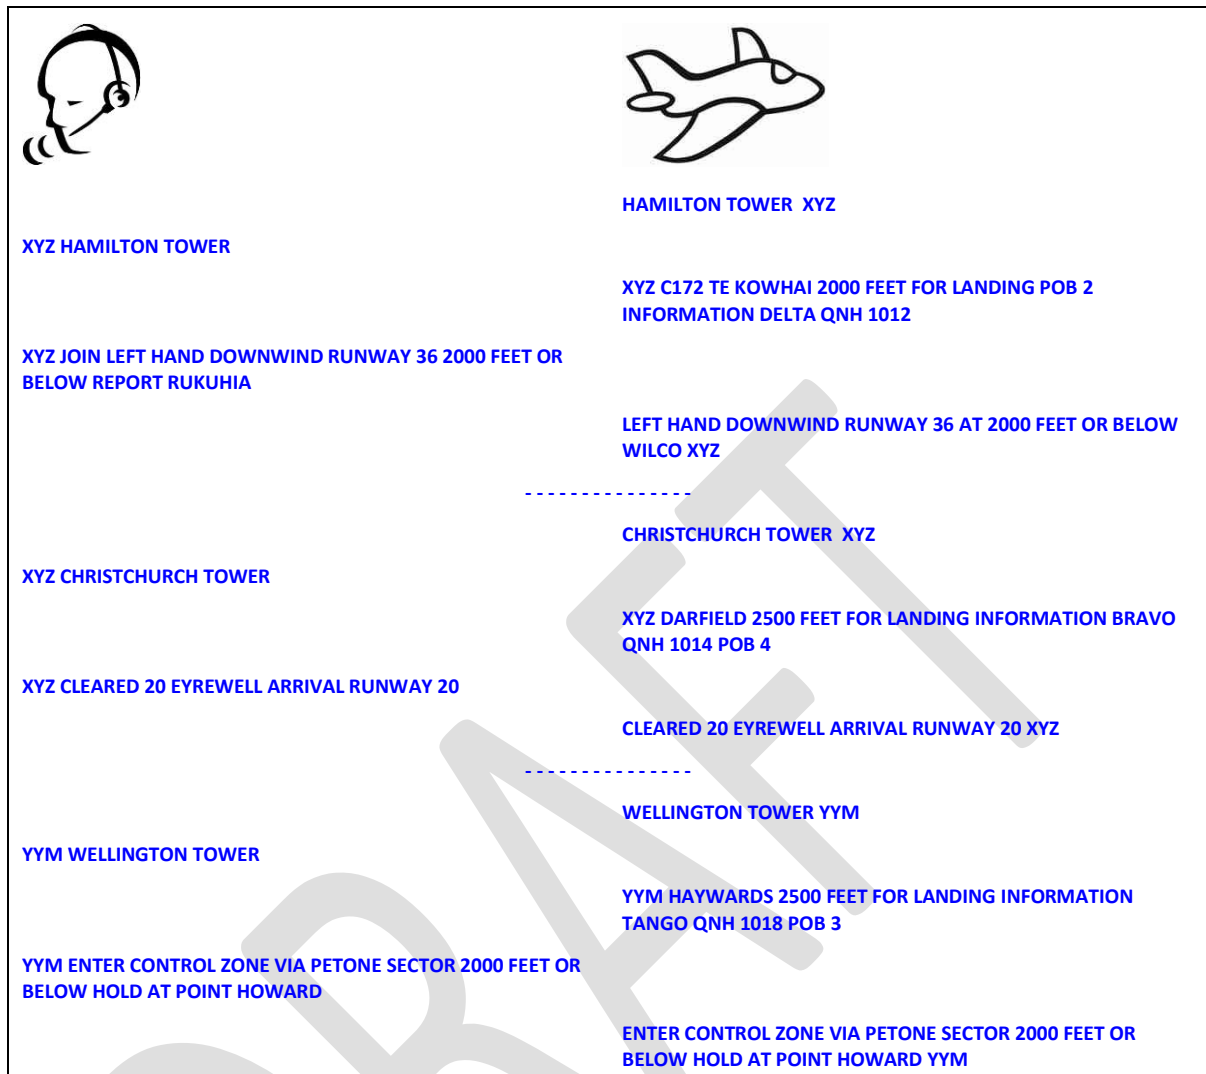 HAMILTON TOWER  XYZ
XYZ HAMILTON TOWER
XYZ C172 TE KOWHAI 2000 FEET FOR LANDING POB 2
INFORMATION DELTA QNH 1012
XYZ JOIN LEFT HAND DOWNWIND RUNWAY 36 2000 FEET OR
BELOW REPORT RUKUHIA
LEFT HAND DOWNWIND RUNWAY 36 AT 2000 FEET OR BELOW
WILCO XYZ
- - - - - - - - - - - - - - -
CHRISTCHURCH TOWER  XYZ
XYZ CHRISTCHURCH TOWER
XYZ DARFIELD 2500 FEET FOR LANDING INFORMATION BRAVO
QNH 1014 POB 4
XYZ CLEARED 20 EYREWELL ARRIVAL RUNWAY 20
CLEARED 20 EYREWELL ARRIVAL RUNWAY 20 XYZ
- - - - - - - - - - - - - - -
WELLINGTON TOWER YYM
YYM WELLINGTON TOWER
YYM HAYWARDS 2500 FEET FOR LANDING INFORMATION
TANGO QNH 1018 POB 3
YYM ENTER CONTROL ZONE VIA PETONE SECTOR 2000 FEET OR
BELOW HOLD AT POINT HOWARD
ENTER CONTROL ZONE VIA PETONE SECTOR 2000 FEET OR
BELOW HOLD AT POINT HOWARD YYM
DRAFT